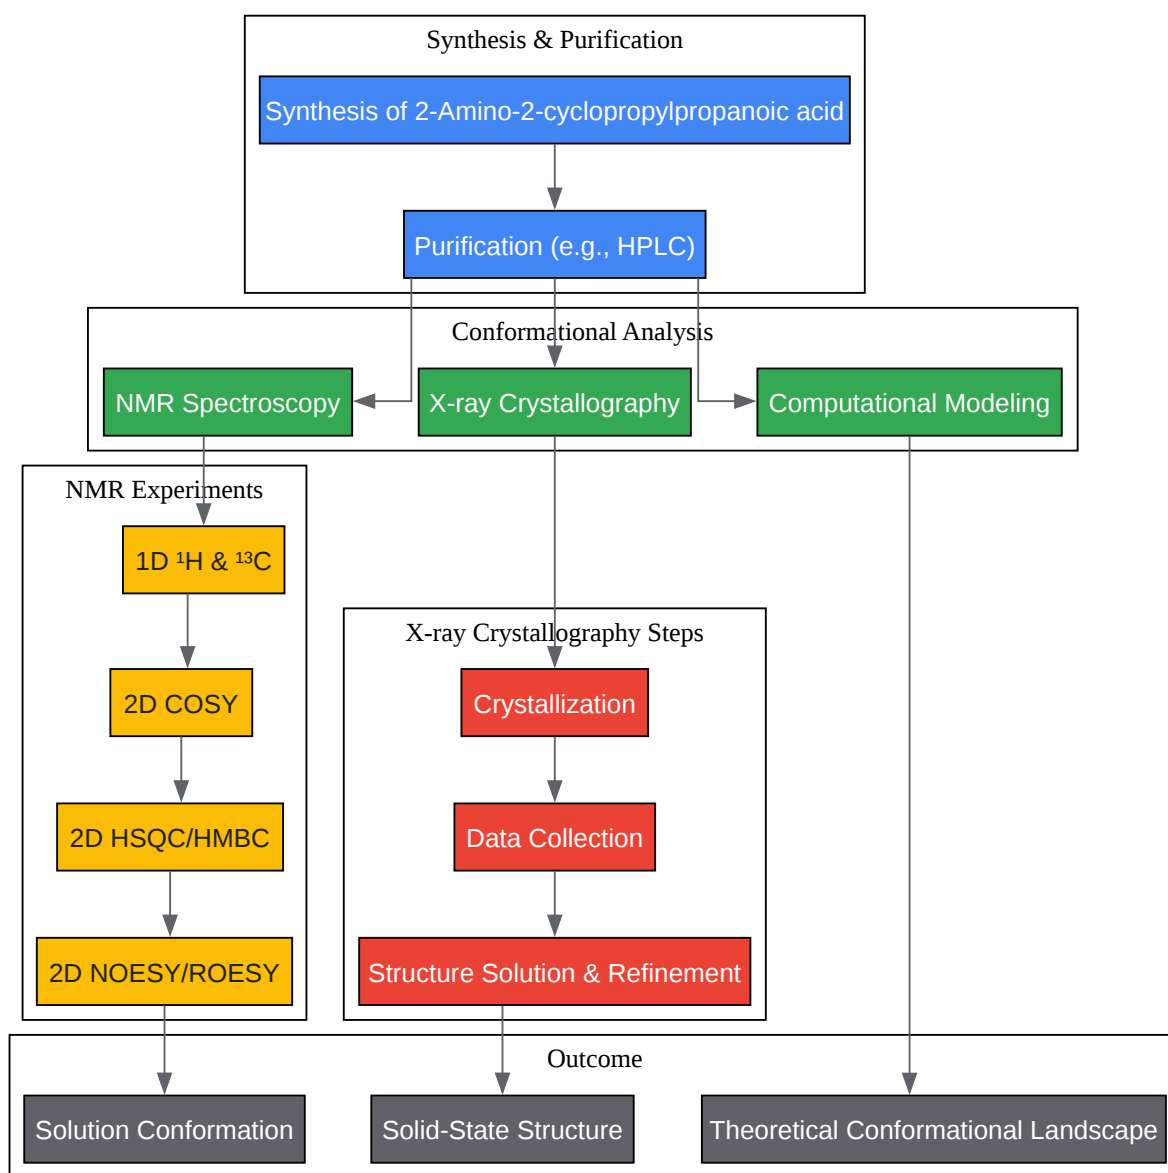 Synthesis & Purification
Synthesis of 2-Amino-2-cyclopropylpropanoic acid
Purification (e.g., HPLC)
Conformational Analysis
NMR Spectroscopy
X-ray Crystallography
Computational Modeling
NMR Experiments
1D ¹H & ¹³C
2D COSY
2D HSQC/HMBC
2D NOESY/ROESY
X-ray Crystallography Steps
Crystallization
Data Collection
Structure Solution & Refinement
Outcome
Solution Conformation
Solid-State Structure
Theoretical Conformational Landscape